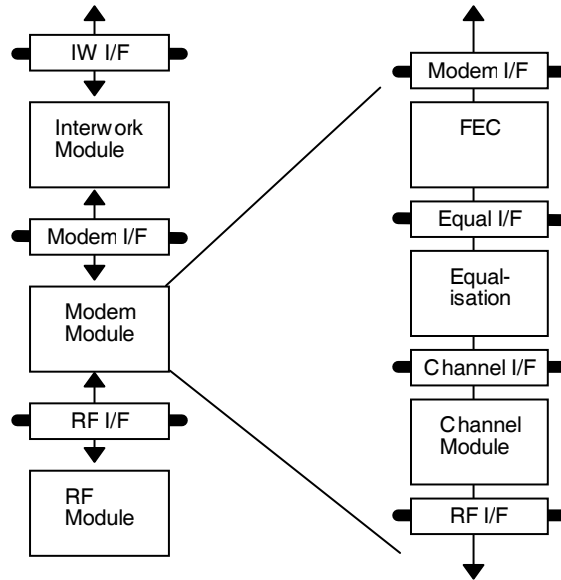 IW I/F
Interwork
Module
Modem I/F
Modem
Module
RF I/F
RF
Module
Modem I/F
FEC
Equal I/F
Equal-
isation
Channel I/F
Channel
Module
RF I/F